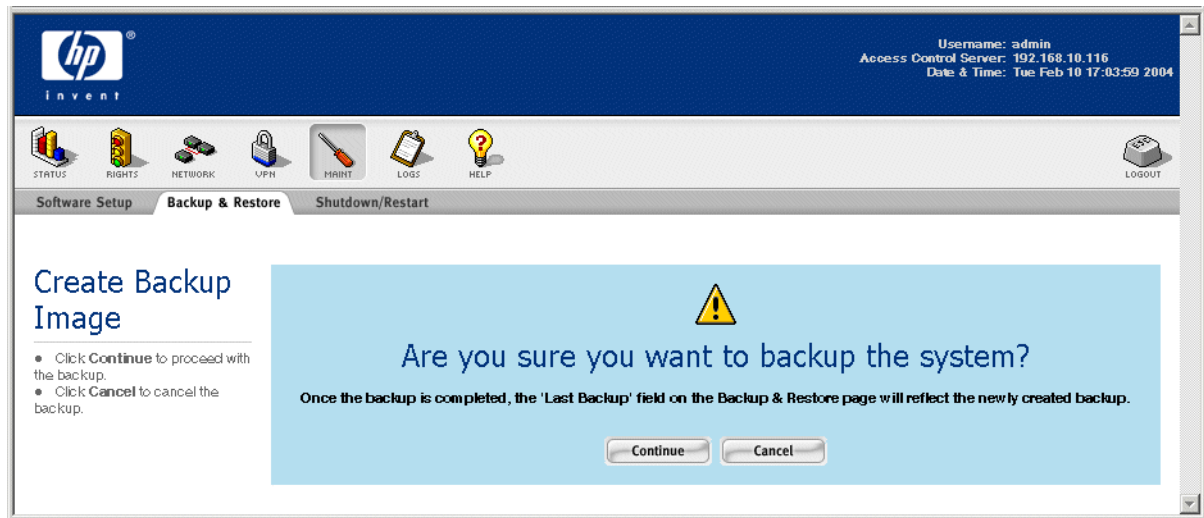 hp
®
invent
Username: admin
Access Control Server: 192.168.10.116
Date & Time: Tue Feb 10 17:03:59 2004
STATUS
RIGHTS
NETWORK
VPN
MAINT
LOGS
HELP
LOGOUT
Software Setup
Backup & Restore
Shutdown/Restart
Create Backup
Image
• Click Continue to proceed with
the backup.
• Click Cancel to cancel the
backup.
Are you sure you want to backup the system?
Once the backup is completed, the 'Last Backup' field on the Backup & Restore page will reflect the newly created backup.
Continue
Cancel